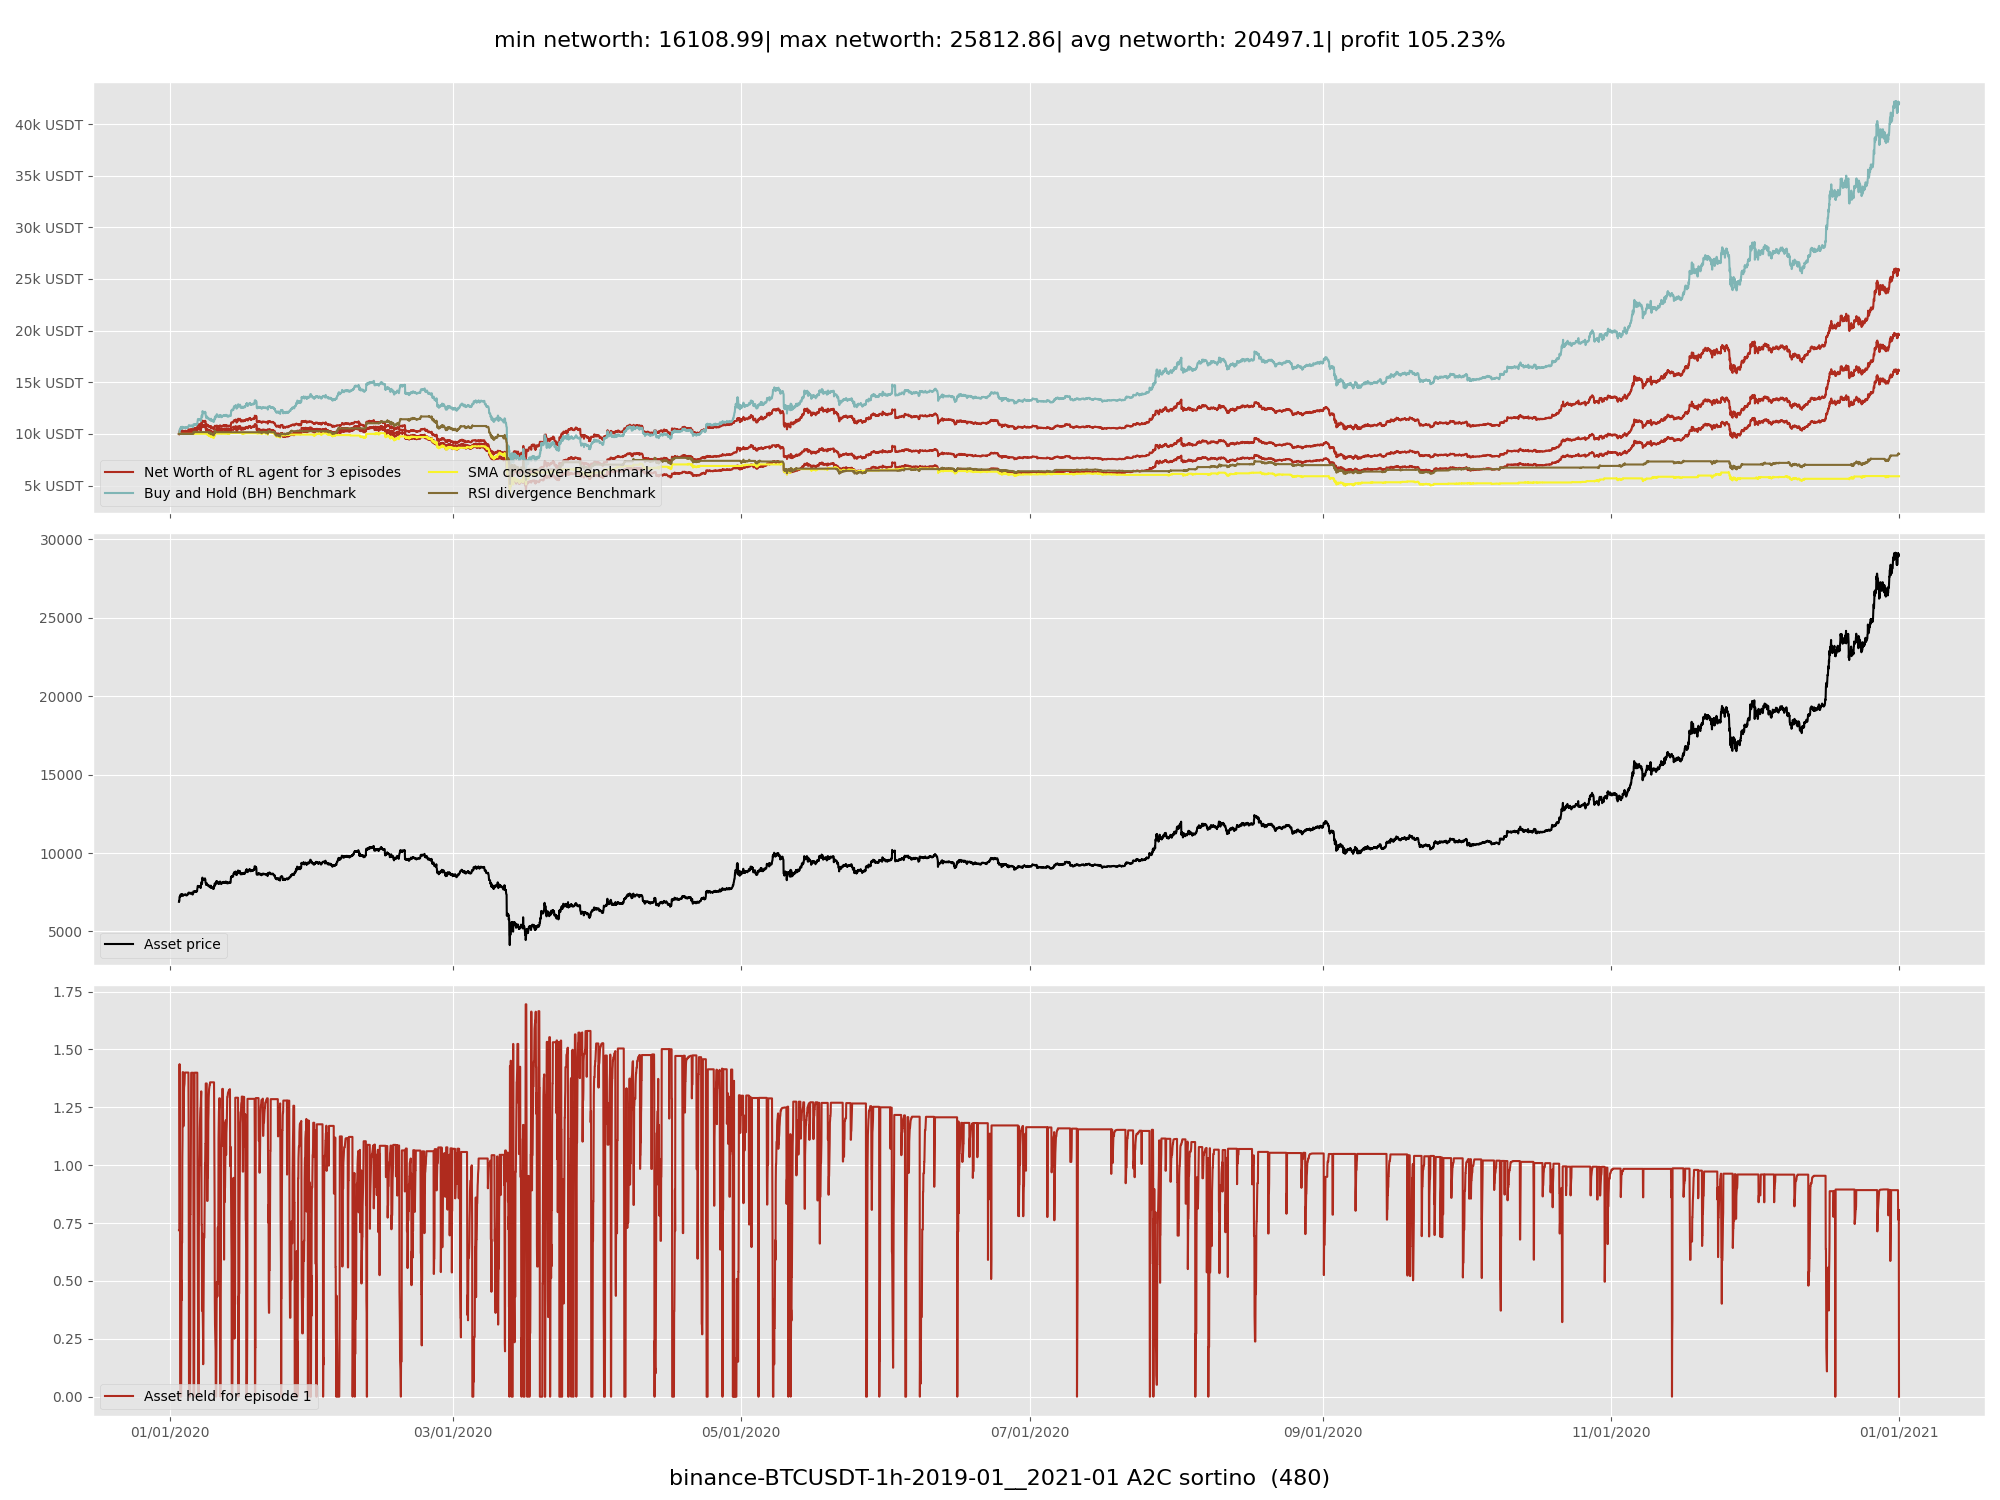 min networth: 16108.99| max networth: 25812.86| avg networth: 20497.1| profit 105.23%
40k USDT
35k USDT
30k USDT
25k USDT
20k USDT
15k USDT
10k USDT
5k USDT
Net Worth of RL agent for 3 episodes
Buy and Hold (BH) Benchmark
SMA crossover Benchmark
RSI divergence Benchmark
30000
25000
20000
15000
10000
5000
Asset price
1.75
1.50
1.25
1.00
0.75
0.50
0.25
0.00
Asset held for episode 1
01/01/2020 03/01/2020 05/01/2020 07/01/2020 09/01/2020 11/01/2020 01/01/2021
binance-BTCUSDT-1h-2019-01__2021-01 A2C sortino  (480)